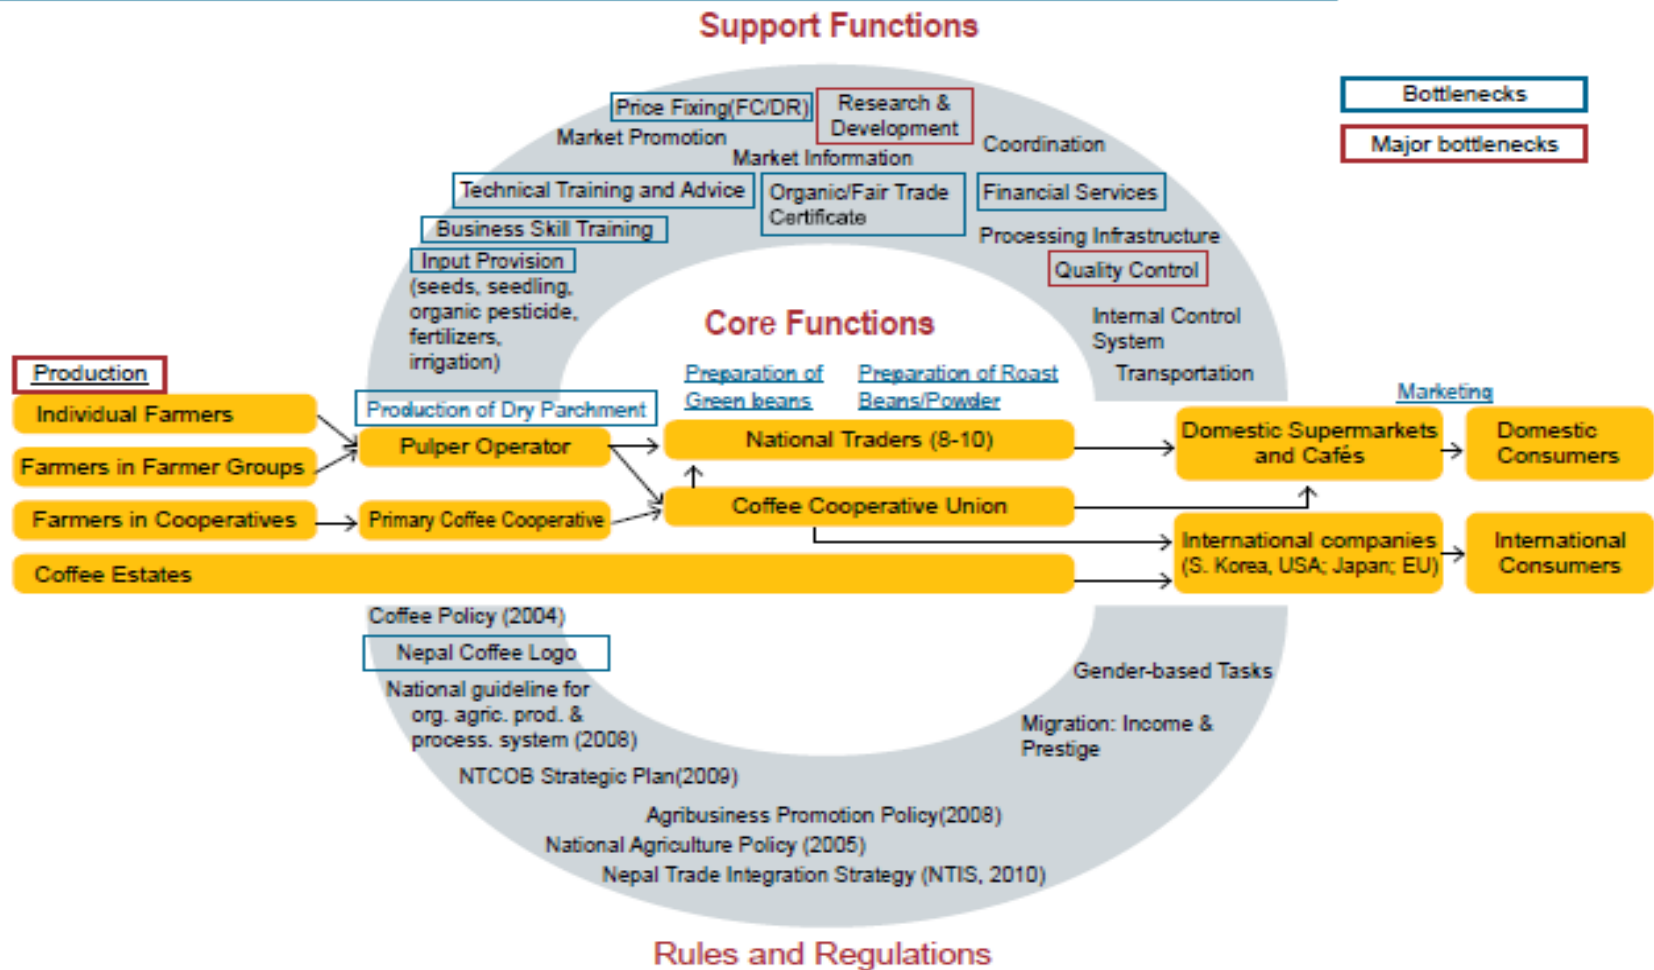 Support Functions
Bottlenecks
Major bottlenecks
Price Fixing(FC/DR)
Research &
Development
Market Promotion
Coordination
Market Information
Technical Training and Advice
Organic/Fair Trade
Certificate
Financial Services
Business Skill Training
Processing Infrastructure
Input Provision
(seeds, seedling,
organic pesticide,
fertilizers,
irrigation)
Quality Control
Internal Control
System
Transportation
Core Functions
Production
Production of Dry Parchment
Preparation of
Green beans
Preparation of Roast
Beans/Powder
Marketing
Individual Farmers
Farmers in Farmer Groups
Pulper Operator
National Traders (8-10)
Domestic Supermarkets
and Cafés
Domestic
Consumers
Farmers in Cooperatives
Primary Coffee Cooperative
Coffee Cooperative Union
International companies
(S. Korea, USA; Japan; EU)
International
Consumers
Coffee Estates
Coffee Policy (2004)
Nepal Coffee Logo
National guideline for
org. agric. prod. &
process. system (2008)
NTCOB Strategic Plan(2009)
Agribusiness Promotion Policy(2008)
National Agriculture Policy (2005)
Nepal Trade Integration Strategy (NTIS, 2010)
Gender-based Tasks
Migration: Income &
Prestige
Rules and Regulations